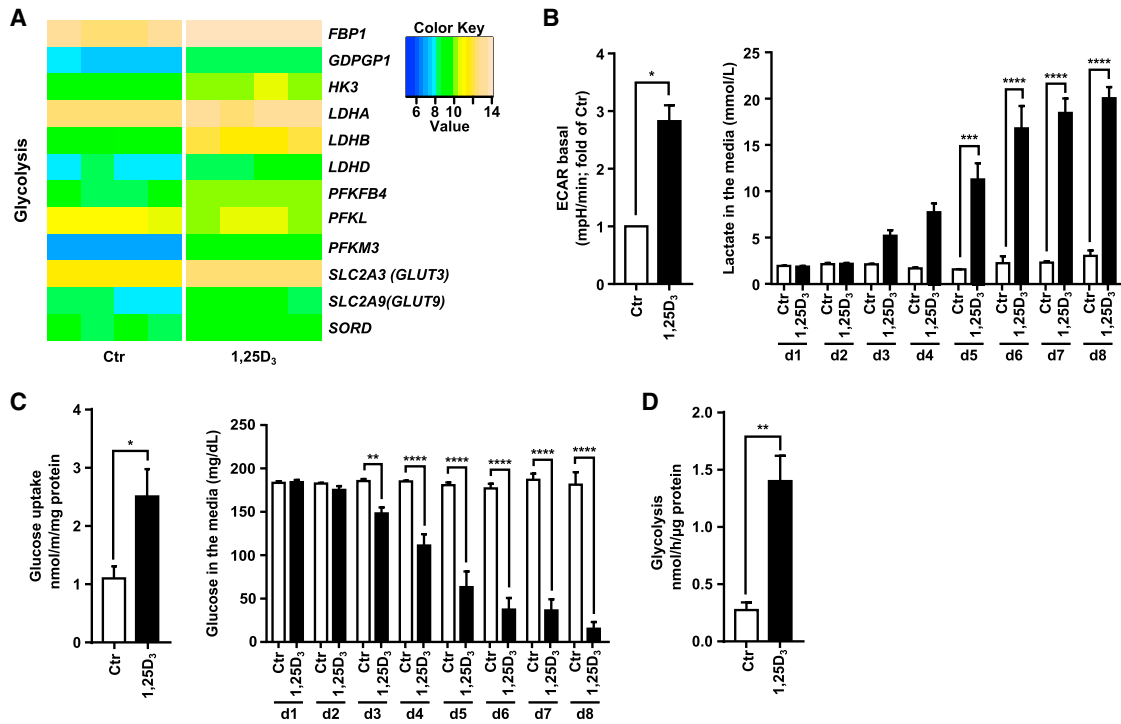 A
Glycolysis
FBP1
GDPGP1
HK3
LDHA
LDHB
LDHD
PFKFB4
PFKL
PFKM3
SLC2A3 (GLUT3)
SLC2A9(GLUT9)
SORD
Ctr
1,25D₃
Color Key
6 8 10 14
Value
B
ECAR basal
(mpH/min; fold of Ctr)
4
3
2
1
0
*
Ctr
1,25D₃
Lactate in the media (mmol/L)
25
20
15
10
5
0
*** **** **** ****
Ctr 1,25D₃ Ctr 1,25D₃ Ctr 1,25D₃ Ctr 1,25D₃ Ctr 1,25D₃ Ctr 1,25D₃ Ctr 1,25D₃ Ctr 1,25D₃
d1 d2 d3 d4 d5 d6 d7 d8
C
Glucose uptake
nmol/m/mg protein
4
3
2
1
0
*
Ctr
1,25D₃
Glucose in the media (mg/dL)
250
200
150
100
50
0
** **** **** **** **** ****
Ctr 1,25D₃ Ctr 1,25D₃ Ctr 1,25D₃ Ctr 1,25D₃ Ctr 1,25D₃ Ctr 1,25D₃ Ctr 1,25D₃ Ctr 1,25D₃
d1 d2 d3 d4 d5 d6 d7 d8
D
Glycolysis
nmol/h/µg protein
2.0
1.5
1.0
0.5
0.0
**
Ctr
1,25D₃